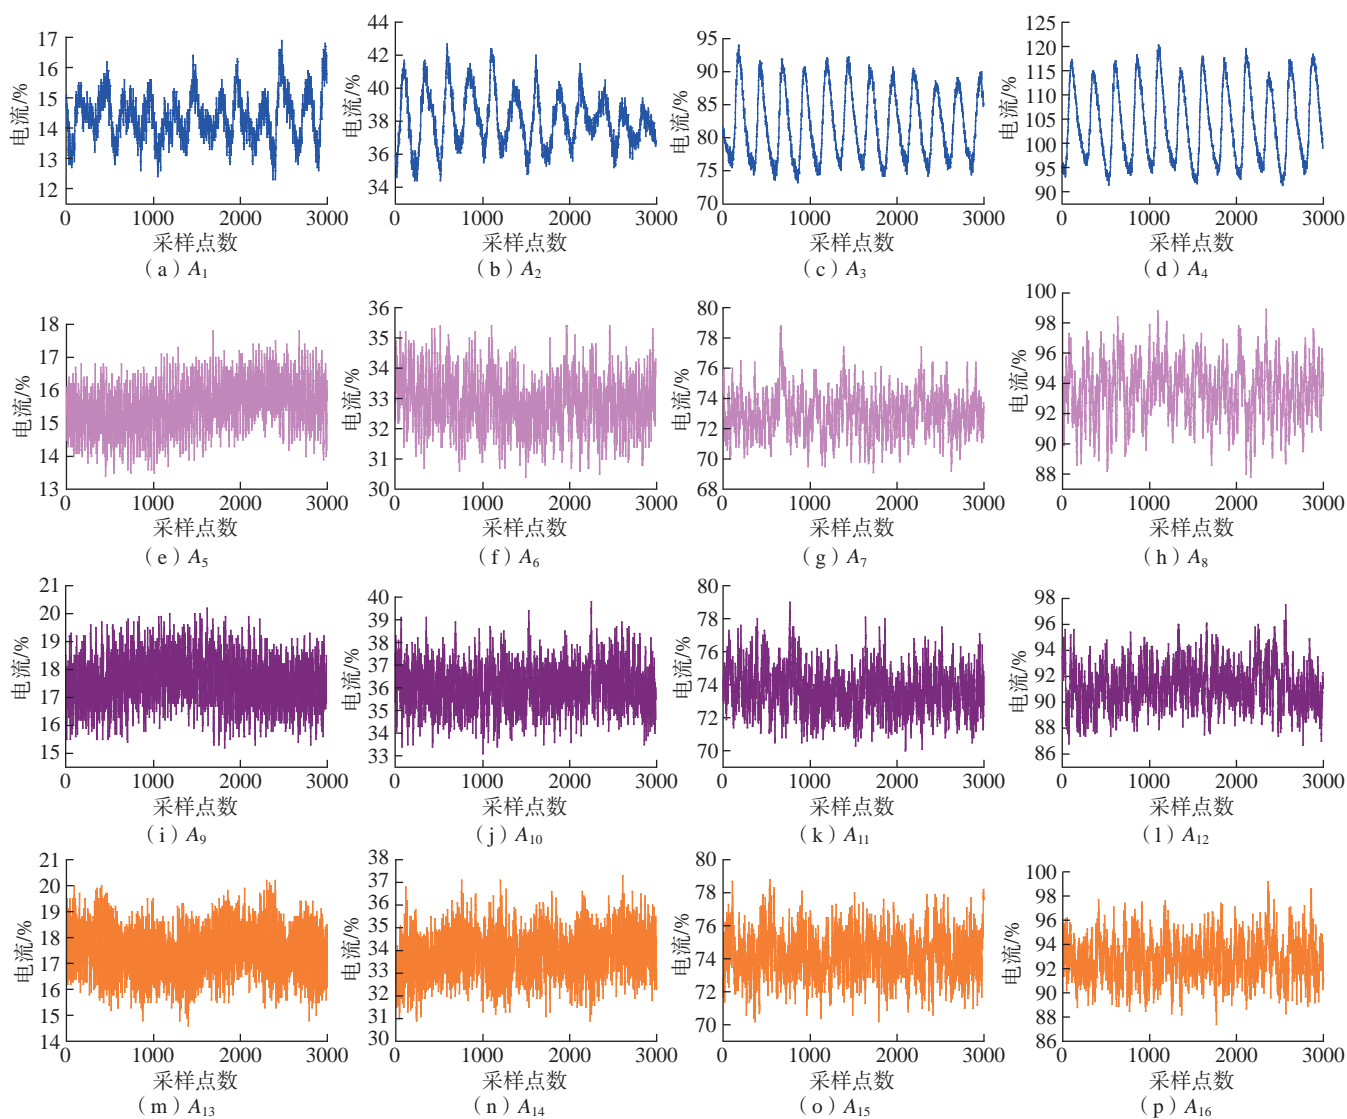 电流/%
17
16
15
14
13
12
0 1000 2000 3000
采样点数
（a）A1
电流/%
44
42
40
38
36
34
33
0 1000 2000 3000
采样点数
（b）A2
电流/%
95
90
85
80
75
70
0 1000 2000 3000
采样点数
（c）A3
电流/%
125
120
115
110
105
100
95
90
0 1000 2000 3000
采样点数
（d）A4
电流/%
18
17
16
15
14
13
0 1000 2000 3000
采样点数
（e）A5
电流/%
36
35
34
33
32
31
30
0 1000 2000 3000
采样点数
（f）A6
电流/%
80
78
76
74
72
70
68
0 1000 2000 3000
采样点数
（g）A7
电流/%
100
98
96
94
92
90
88
0 1000 2000 3000
采样点数
（h）A8
电流/%
21
20
19
18
17
16
15
0 1000 2000 3000
采样点数
（i）A9
电流/%
40
39
38
37
36
35
34
33
0 1000 2000 3000
采样点数
（j）A10
电流/%
80
78
76
74
72
70
0 1000 2000 3000
采样点数
（k）A11
电流/%
98
96
94
92
90
88
86
0 1000 2000 3000
采样点数
（l）A12
电流/%
21
20
19
18
17
16
15
14
0 1000 2000 3000
采样点数
（m）A13
电流/%
38
37
36
35
34
33
32
31
30
0 1000 2000 3000
采样点数
（n）A14
电流/%
80
78
76
74
72
70
69
0 1000 2000 3000
采样点数
（o）A15
电流/%
100
98
96
94
92
90
88
86
0 1000 2000 3000
采样点数
（p）A16